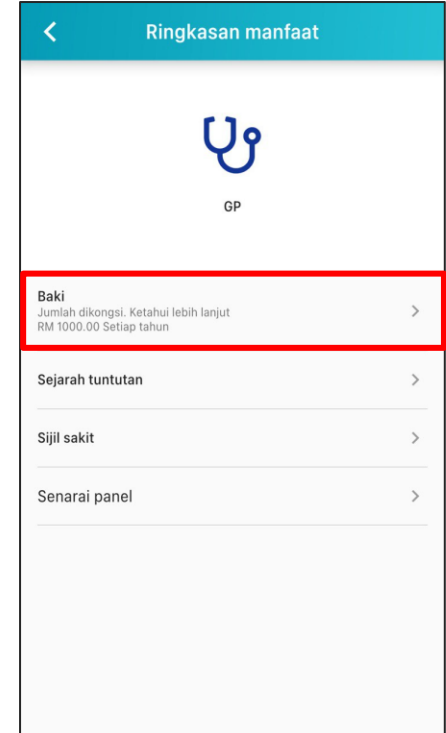 Ringkasan manfaat
GP
Baki
Jumlah dikongsi. Ketahui lebih lanjut
RM 1000.00 Setiap tahun
Sejarah tuntutan
Sijil sakit
Senarai panel